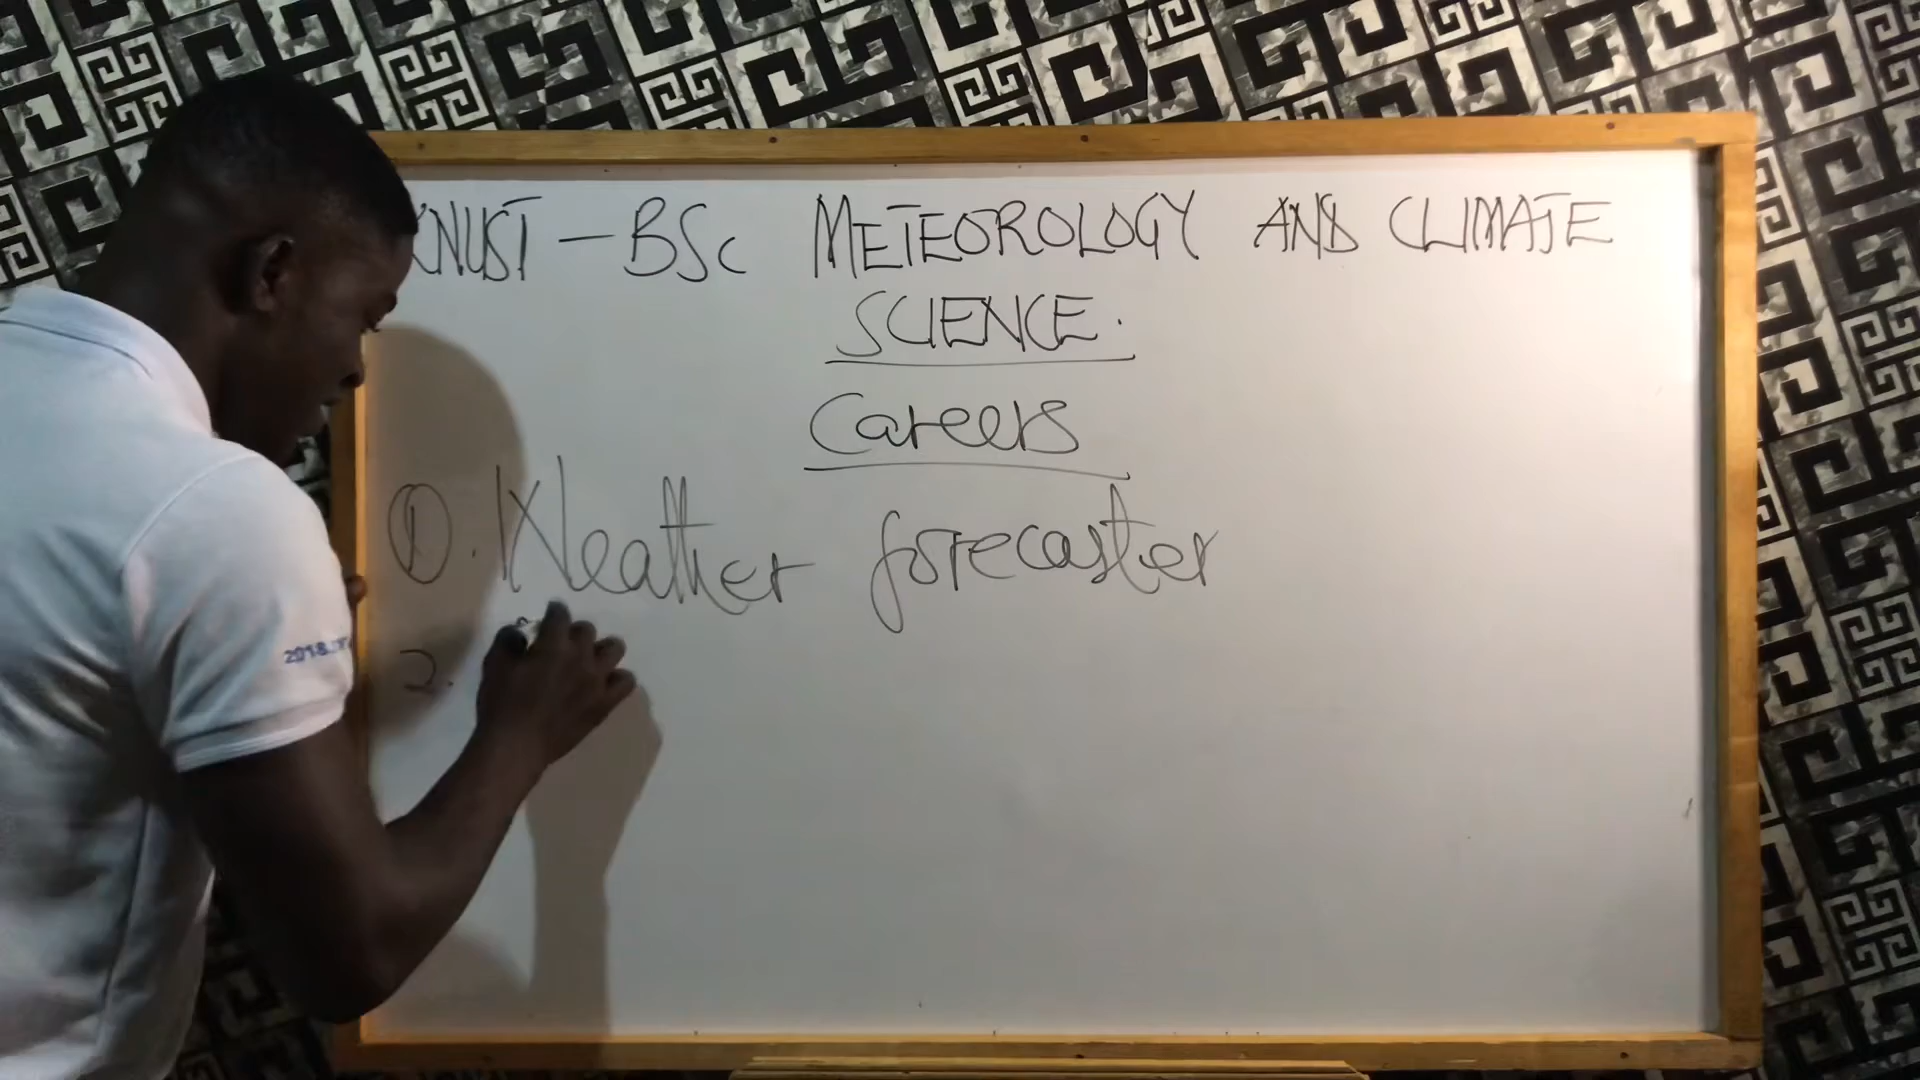 KNUST - BSc METEOROLOGY AND CLIMATE
SCIENCE.
Careers
1. Weather forecaster
2.